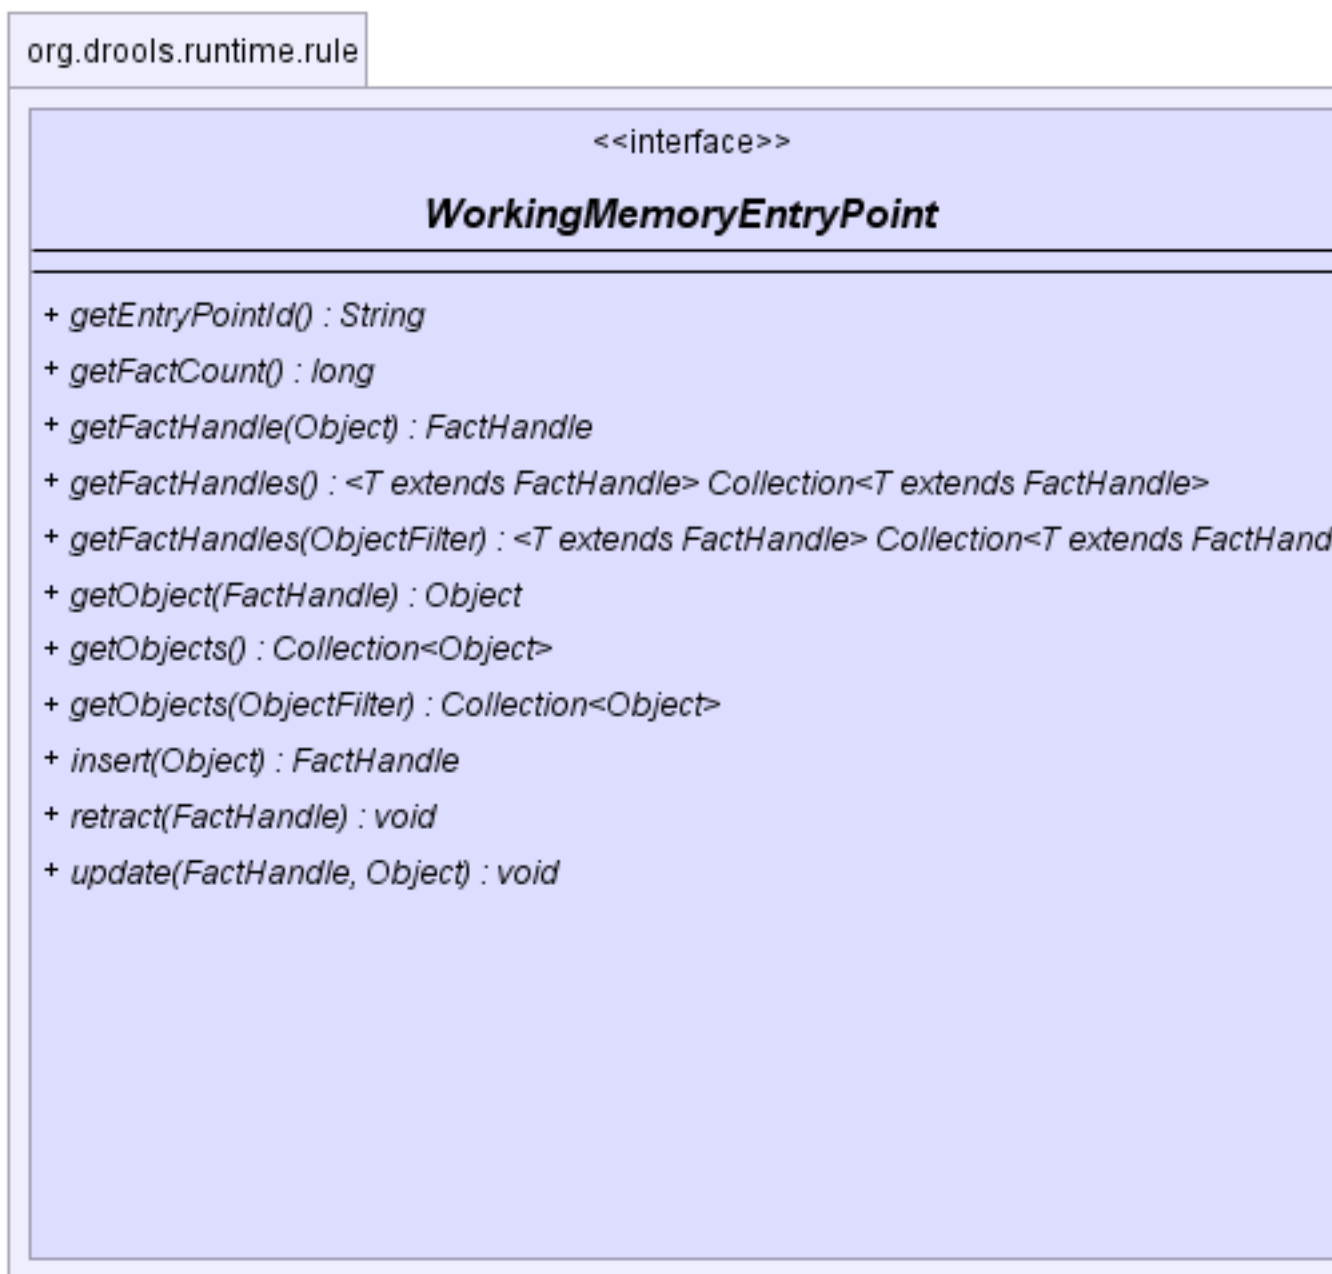 org.drools.runtime.rule
<<interface>>
WorkingMemoryEntryPoint
+ getEntryPointId() : String
+ getFactCount() : long
+ getFactHandle(Object) : FactHandle
+ getFactHandles() : <T extends FactHandle> Collection<T extends FactHandle>
+ getFactHandles(ObjectFilter) : <T extends FactHandle> Collection<T extends FactHand
+ getObject(FactHandle) : Object
+ getObjects() : Collection<Object>
+ getObjects(ObjectFilter) : Collection<Object>
+ insert(Object) : FactHandle
+ retract(FactHandle) : void
+ update(FactHandle, Object) : void